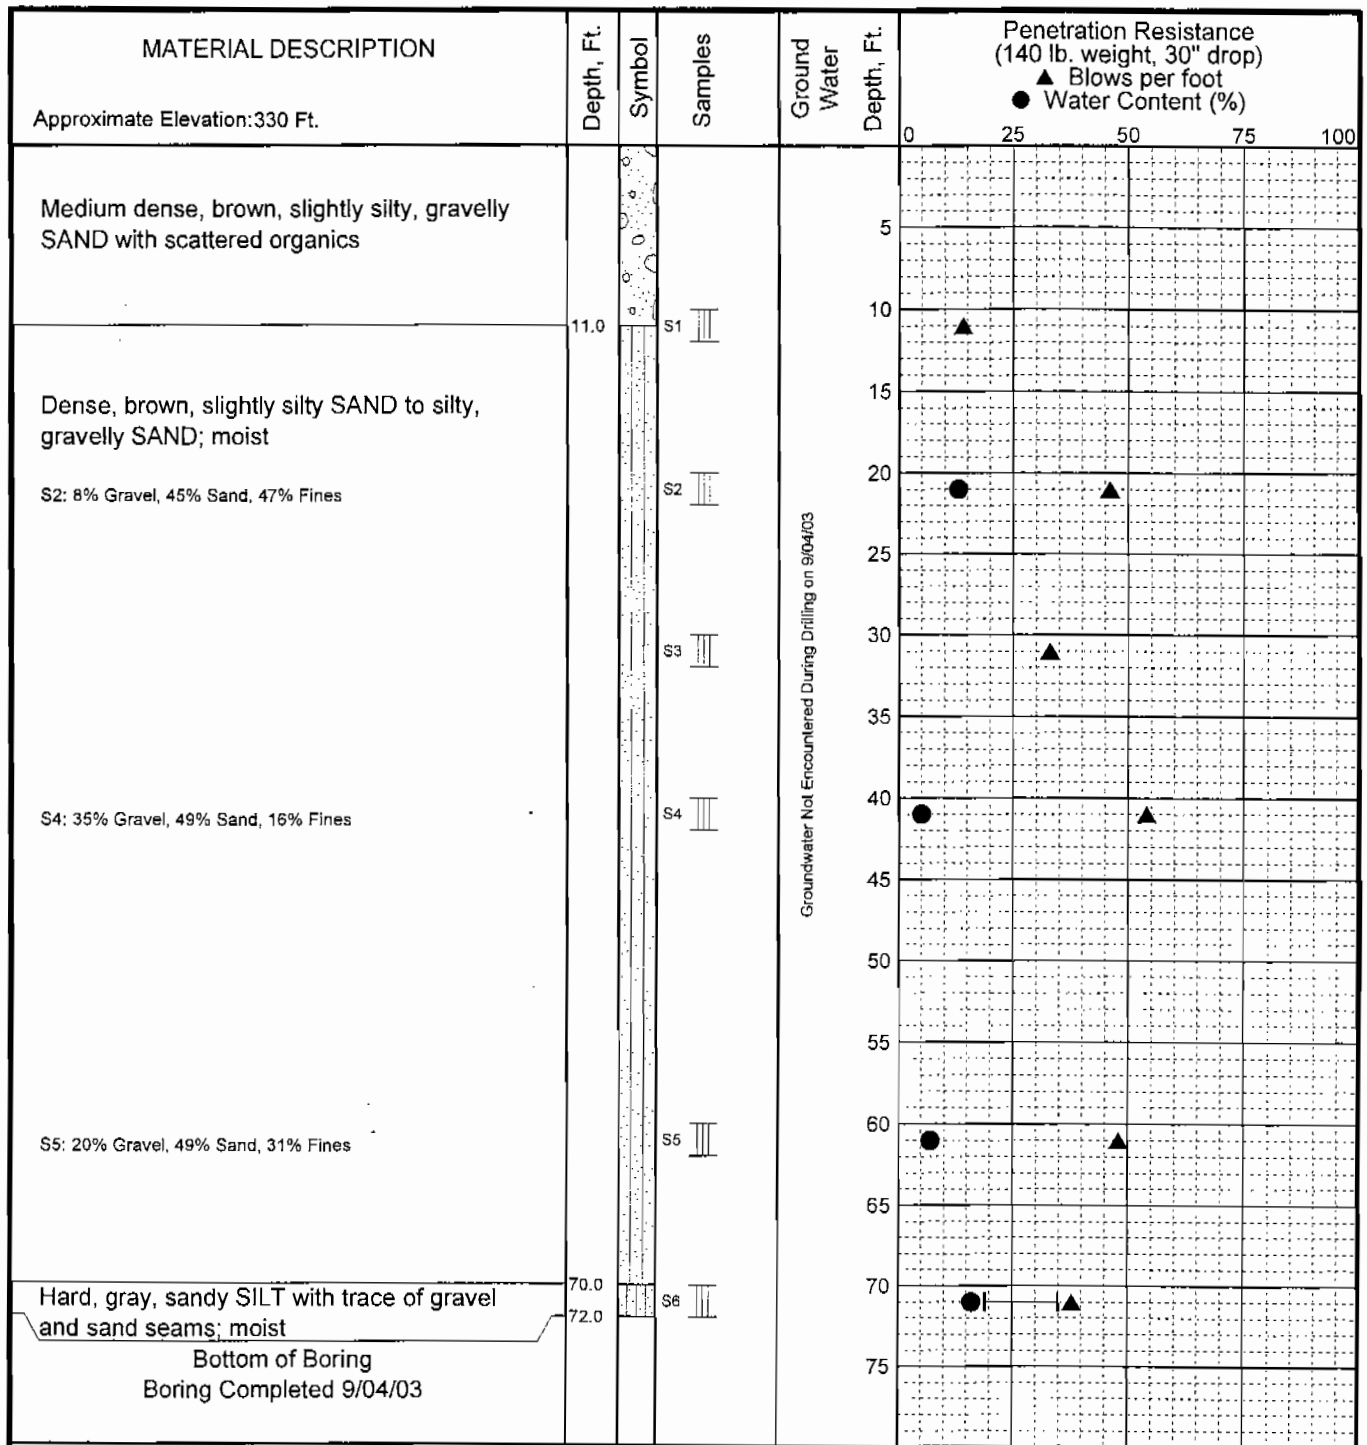 MATERIAL DESCRIPTION
Approximate Elevation:330 Ft.
Depth, Ft.
Symbol
Samples
Ground
Water
Depth, Ft.
Penetration Resistance
(140 lb. weight, 30" drop)
▲ Blows per foot
● Water Content (%)
0 25 50 75 100
Medium dense, brown, slightly silty, gravelly
SAND with scattered organics
5
10
11.0
S1
15
Dense, brown, slightly silty SAND to silty,
gravelly SAND; moist
20
S2: 8% Gravel, 45% Sand, 47% Fines
S2
25
Groundwater Not Encountered During Drilling on 9/04/03
30
S3
35
40
S4: 35% Gravel, 49% Sand, 16% Fines
S4
45
50
55
60
S5: 20% Gravel, 49% Sand, 31% Fines
S5
65
70
70.0
Hard, gray, sandy SILT with trace of gravel
and sand seams; moist
S6
72.0
75
Bottom of Boring
Boring Completed 9/04/03